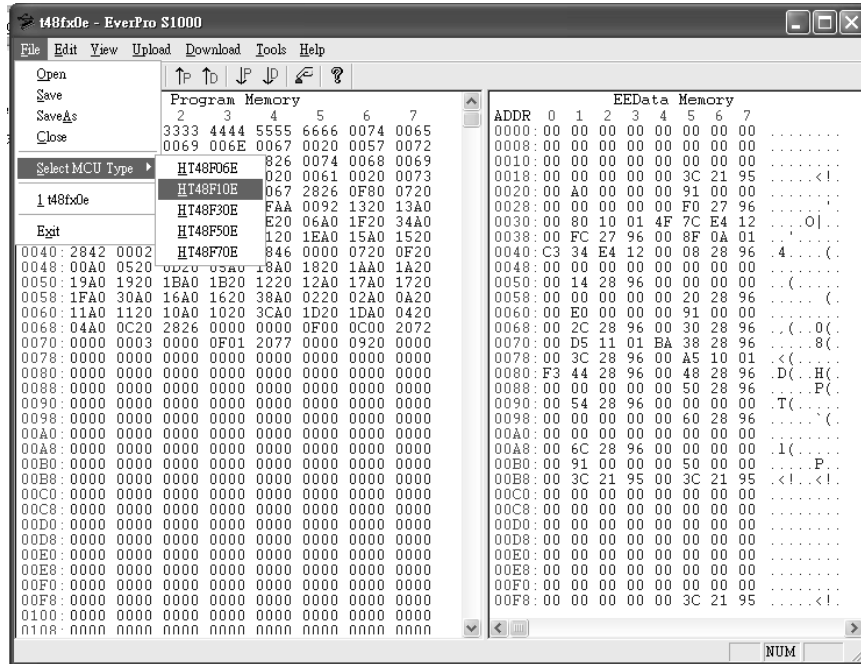 t48fx0e - EverPro S1000
File Edit View Upload Download Tools Help
Open
Save
SaveAs
Close
Select MCU Type
1 t48fx0e
Exit
HT48F06E
HT48F10E
HT48F30E
HT48F50E
HT48F70E
Program Memory
2 3 4 5 6 7
3333 4444 5555 6666 0074 0065
0069 006E 0067 0020 0057 0072
826 0074 0068 0069
020 0061 0020 0073
067 2826 0F80 0720
FAA 0092 1320 13A0
E20 06A0 1F20 34A0
120 1EA0 15A0 1520
0040:2842 0002 846 0000 0720 0F20
0048:00A0 0520 0D20 05A0 18A0 1820 1AA0 1A20
0050:19A0 1920 1BA0 1B20 1220 12A0 17A0 1720
0058:1FA0 30A0 16A0 1620 38A0 0220 02A0 0A20
0060:11A0 1120 10A0 1020 3CA0 1D20 1DA0 0420
0068:04A0 0C20 2826 0000 0000 0F00 0C00 2072
0070:0000 0003 0000 0F01 2077 0000 0920 0000
0078:0000 0000 0000 0000 0000 0000 0000 0000
0080:0000 0000 0000 0000 0000 0000 0000 0000
0088:0000 0000 0000 0000 0000 0000 0000 0000
0090:0000 0000 0000 0000 0000 0000 0000 0000
0098:0000 0000 0000 0000 0000 0000 0000 0000
00A0:0000 0000 0000 0000 0000 0000 0000 0000
00A8:0000 0000 0000 0000 0000 0000 0000 0000
00B0:0000 0000 0000 0000 0000 0000 0000 0000
00B8:0000 0000 0000 0000 0000 0000 0000 0000
00C0:0000 0000 0000 0000 0000 0000 0000 0000
00C8:0000 0000 0000 0000 0000 0000 0000 0000
00D0:0000 0000 0000 0000 0000 0000 0000 0000
00D8:0000 0000 0000 0000 0000 0000 0000 0000
00E0:0000 0000 0000 0000 0000 0000 0000 0000
00E8:0000 0000 0000 0000 0000 0000 0000 0000
00F0:0000 0000 0000 0000 0000 0000 0000 0000
00F8:0000 0000 0000 0000 0000 0000 0000 0000
0100:0000 0000 0000 0000 0000 0000 0000 0000
0108:0000 0000 0000 0000 0000 0000 0000 0000
EEData Memory
ADDR 0 1 2 3 4 5 6 7
0000:00 00 00 00 00 00 00 00 ........
0008:00 00 00 00 00 00 00 00 ........
0010:00 00 00 00 00 00 00 00 ........
0018:00 00 00 00 00 3C 21 95 .....<!.
0020:00 A0 00 00 00 91 00 00 ........
0028:00 00 00 00 00 F0 27 96 ......'.
0030:00 80 10 01 4F 7C E4 12 ....O|..
0038:00 FC 27 96 00 8F 0A 01 ..'.....
0040:C3 34 E4 12 00 08 28 96 .4....(.
0048:00 00 00 00 00 00 00 00 ........
0050:00 14 28 96 00 00 00 00 ..(.....
0058:00 00 00 00 00 20 28 96 ..... (.
0060:00 E0 00 00 00 91 00 00 ........
0068:00 2C 28 96 00 30 28 96 .,(..0(.
0070:00 D5 11 01 BA 38 28 96 .....8(.
0078:00 3C 28 96 00 A5 10 01 .<(.....
0080:F3 44 28 96 00 48 28 96 .D(..H(.
0088:00 00 00 00 00 50 28 96 .....P(.
0090:00 54 28 96 00 00 00 00 .T(.....
0098:00 00 00 00 00 60 28 96 .....`(.
00A0:00 00 00 00 00 00 00 00 ........
00A8:00 6C 28 96 00 00 00 00 .l(.....
00B0:00 91 00 00 00 50 00 00 .....P..
00B8:00 3C 21 95 00 3C 21 95 .<!..<!.
00C0:00 00 00 00 00 00 00 00 ........
00C8:00 00 00 00 00 00 00 00 ........
00D0:00 00 00 00 00 00 00 00 ........
00D8:00 00 00 00 00 00 00 00 ........
00E0:00 00 00 00 00 00 00 00 ........
00E8:00 00 00 00 00 00 00 00 ........
00F0:00 00 00 00 00 00 00 00 ........
00F8:00 00 00 00 00 3C 21 95 .....<!.
NUM